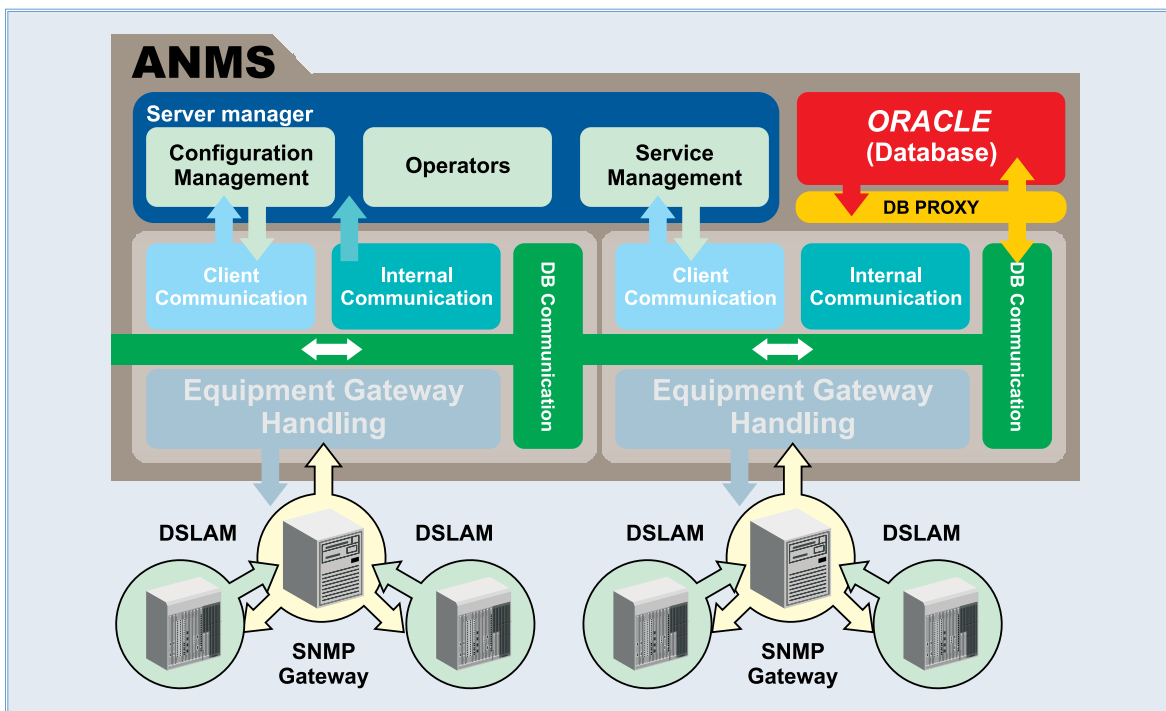 ANMS
Server manager
Configuration
Management
Operators
Service
Management
ORACLE
(Database)
DB PROXY
Client
Communication
Internal
Communication
DB Communication
Client
Communication
Internal
Communication
DB Communication
Equipment Gateway
Handling
Equipment Gateway
Handling
DSLAM
DSLAM
DSLAM
DSLAM
SNMP
Gateway
SNMP
Gateway